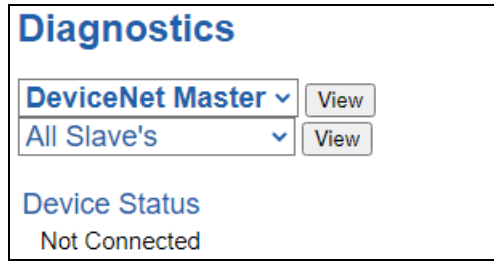 Diagnostics
DeviceNet Master View
All Slave's View
Device Status
Not Connected